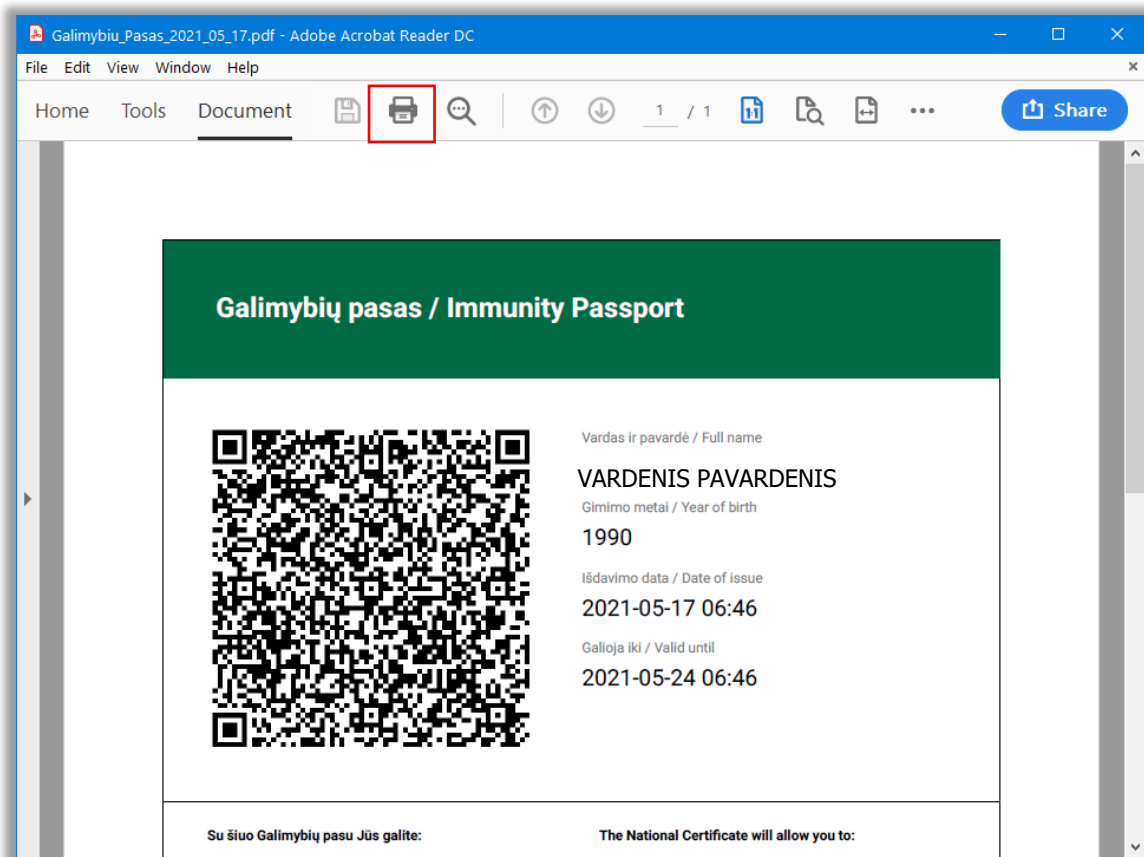 Galimybiu_Pasas_2021_05_17.pdf - Adobe Acrobat Reader DC
File Edit View Window Help
Home Tools Document 1 / 1 1:1 Share
Galimybių pasas / Immunity Passport
Vardas ir pavardė / Full name
VARDENIS PAVARDENIS
Gimimo metai / Year of birth
1990
Išdavimo data / Date of issue
2021-05-17 06:46
Galioja iki / Valid until
2021-05-24 06:46
Su šiuo Galimybių pasu Jūs galite: The National Certificate will allow you to: